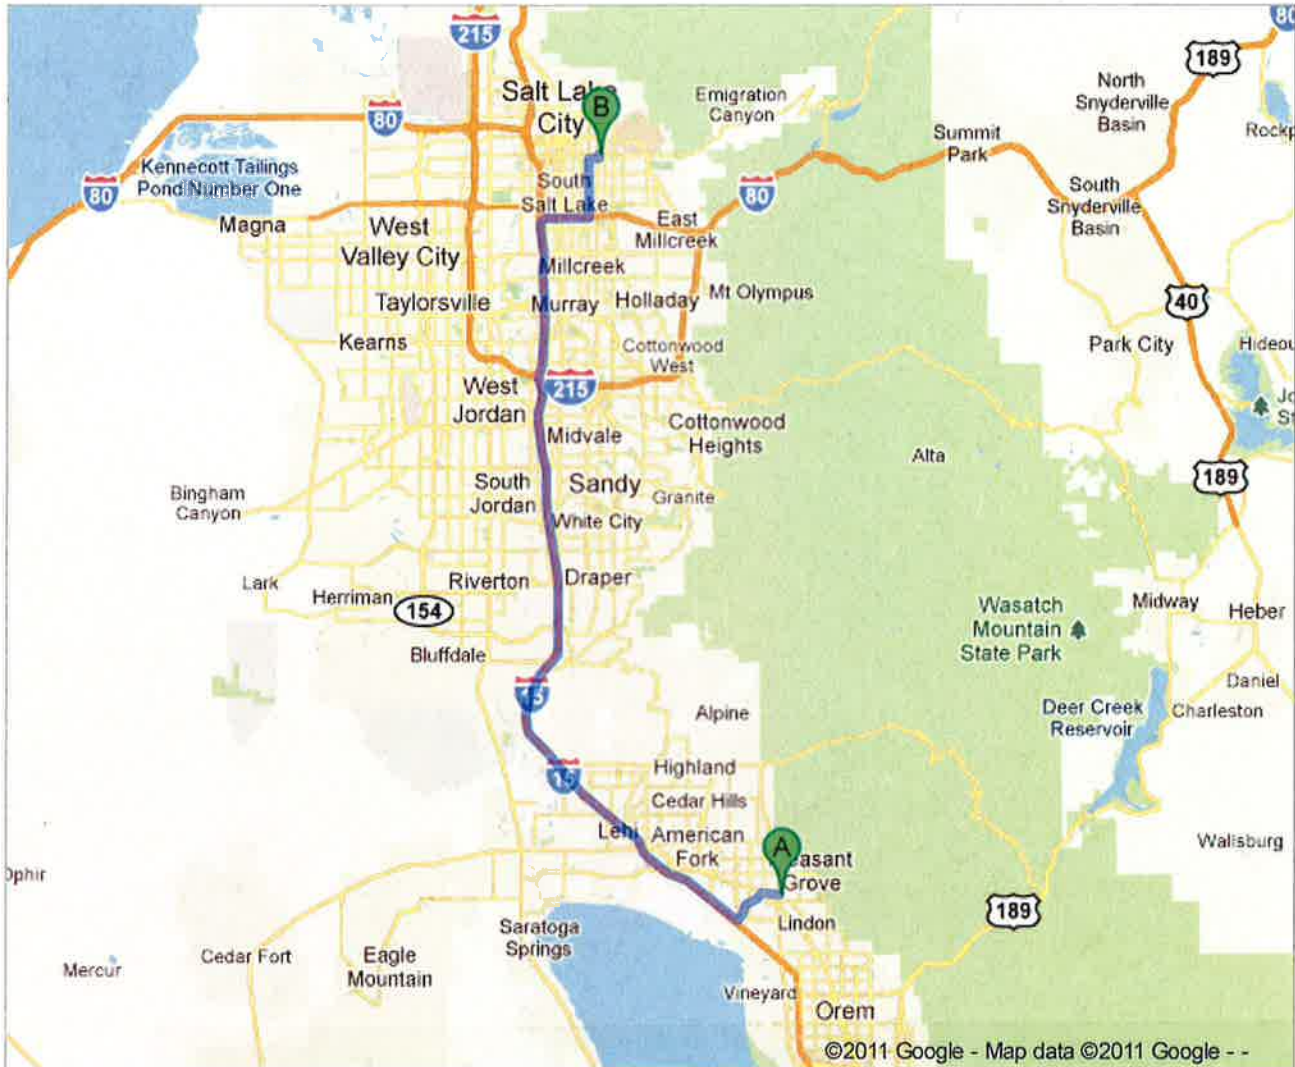 80
215
189
Salt Lake
City
B
Emigration
Canyon
North
Snyderville
Basin
80
Summit
Park
Kennecott Tailings
Pond Number One
80
South
Salt Lake
80
South
Snyderville
Basin
Magna
West
Valley City
East
Millcreek
Millcreek
Taylorsville
Murray
Holladay
Mt Olympus
40
Kearns
Cottonwood
West
Park City
West
Jordan
215
Cottonwood
Heights
Midvale
Alta
South
Jordan
Sandy
Granite
189
Bingham
Canyon
White City
Lark
Herriman
154
Riverton
Draper
Wasatch
Mountain
State Park
Midway
Heber
Bluffdale
15
Daniel
Alpine
Deer Creek
Reservoir
Charleston
15
Highland
Cedar Hills
Lehi
American
Fork
A
Grove
Wallsburg
Lindon
189
Saratoga
Springs
Cedar Fort
Eagle
Mountain
Mercur
Vineyard
Orem
©2011 Google - Map data ©2011 Google - -